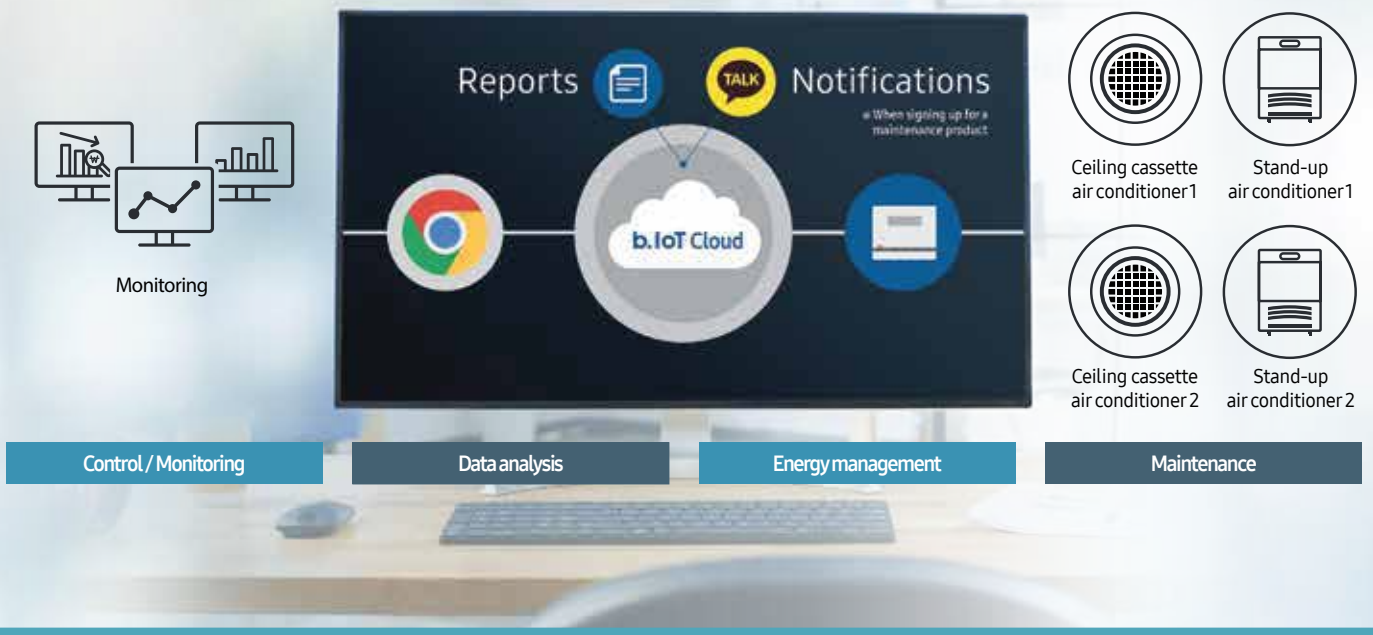 Reports
TALK
Notifications
※ When signing up for a
maintenance product
b.IoT Cloud
₩
Monitoring
Ceiling cassette
air conditioner1
Stand-up
air conditioner1
Ceiling cassette
air conditioner 2
Stand-up
air conditioner 2
Control / Monitoring
Data analysis
Energy management
Maintenance